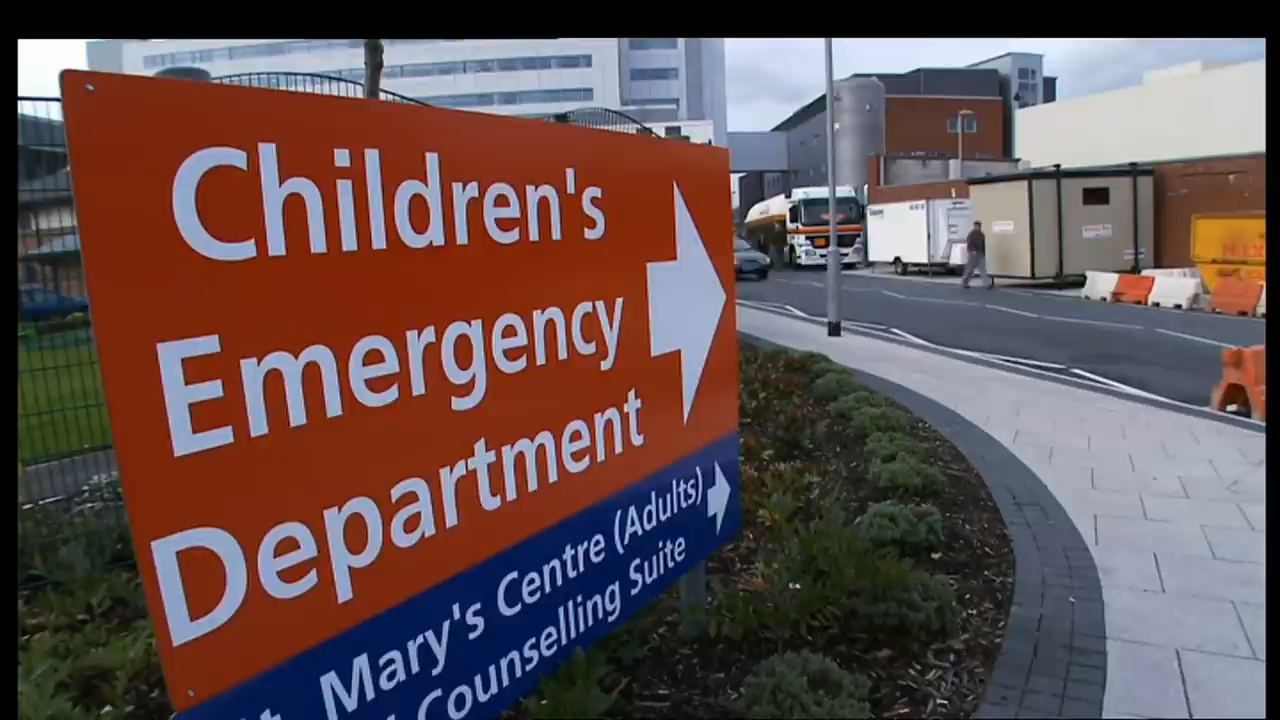 Children's
Emergency
Department
Mary's Centre (Adults)
Counselling Suite